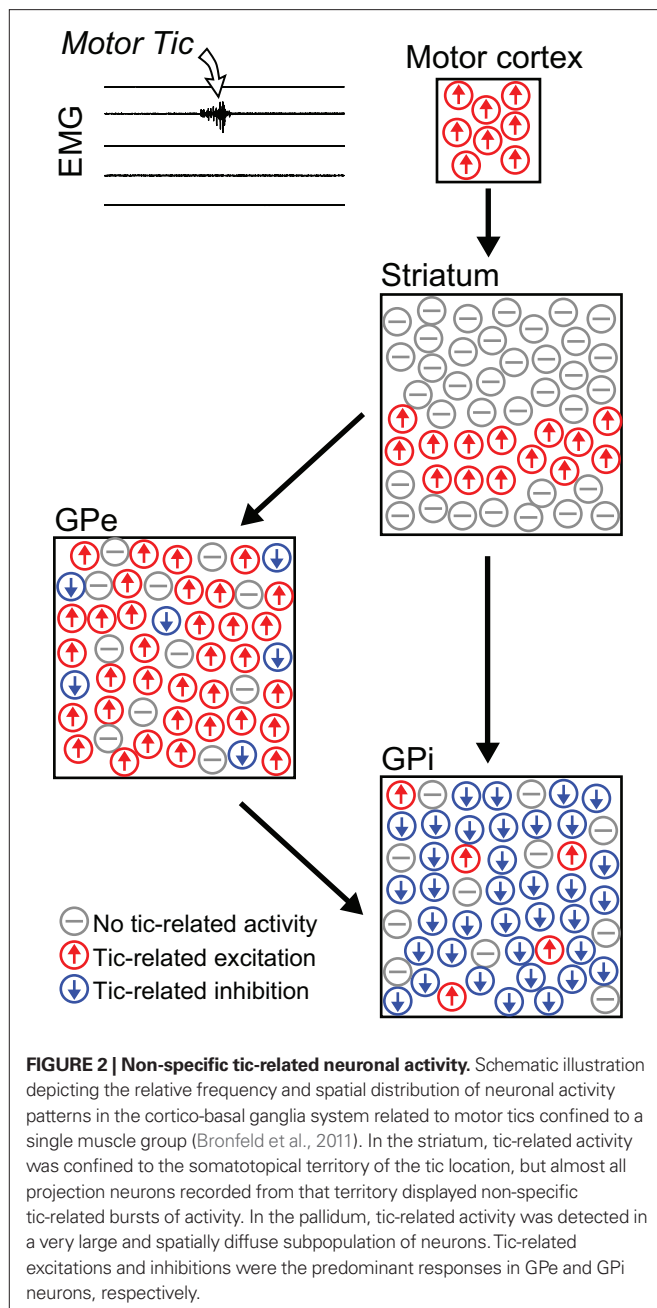 Motor Tic
EMG
Motor cortex
Striatum
GPe
GPi
No tic-related activity
Tic-related excitation
Tic-related inhibition
FIGURE 2 | Non-specific tic-related neuronal activity. Schematic illustration
depicting the relative frequency and spatial distribution of neuronal activity
patterns in the cortico-basal ganglia system related to motor tics confined to a
single muscle group (Bronfeld et al., 2011). In the striatum, tic-related activity
was confined to the somatotopical territory of the tic location, but almost all
projection neurons recorded from that territory displayed non-specific
tic-related bursts of activity. In the pallidum, tic-related activity was detected in
a very large and spatially diffuse subpopulation of neurons. Tic-related
excitations and inhibitions were the predominant responses in GPe and GPi
neurons, respectively.